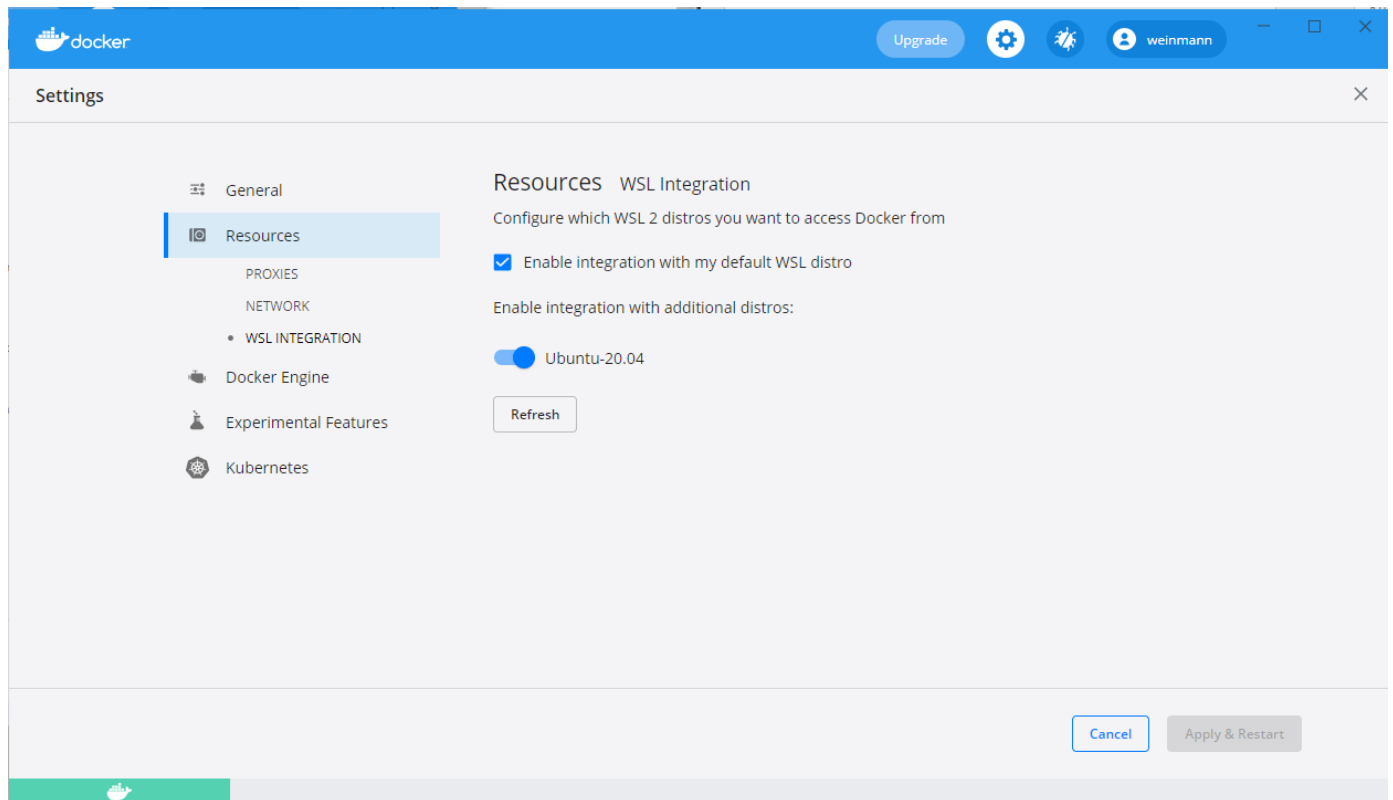 docker
Upgrade
weinmann
Settings
General
Resources
PROXIES
NETWORK
WSL INTEGRATION
Docker Engine
Experimental Features
Kubernetes
Resources WSL Integration
Configure which WSL 2 distros you want to access Docker from
Enable integration with my default WSL distro
Enable integration with additional distros:
Ubuntu-20.04
Refresh
Cancel
Apply & Restart